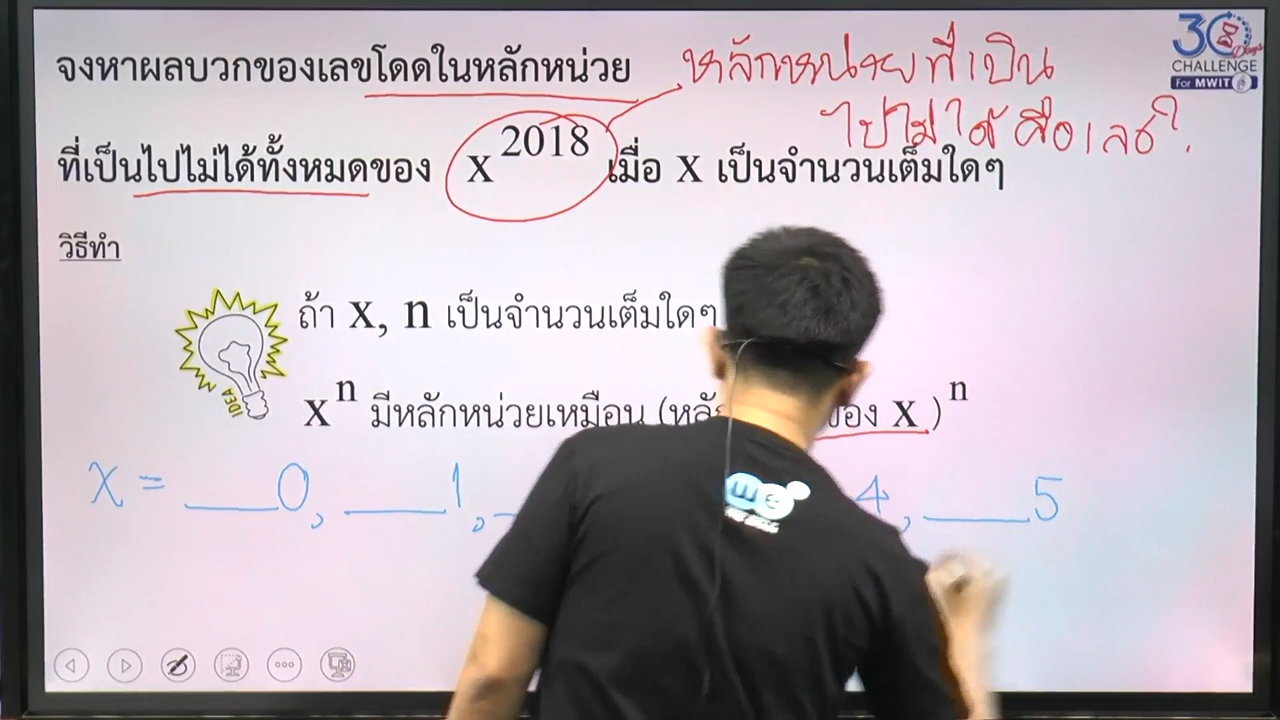 จงหาผลบวกของเลขโดดในหลักหน่วย
หลักหน่วยที่เป็น
ไปไม่ได้ คือเลข?
ที่เป็นไปไม่ได้ทั้งหมดของ x^2018 เมื่อ x เป็นจำนวนเต็มใดๆ
30 Days
CHALLENGE
For MWIT
วิธีทำ
ถ้า x, n เป็นจำนวนเต็มใดๆ
x^n มีหลักหน่วยเหมือน (หลั ของ x )^n
IDEA
x = ___0, ___1, 4, ___5
we